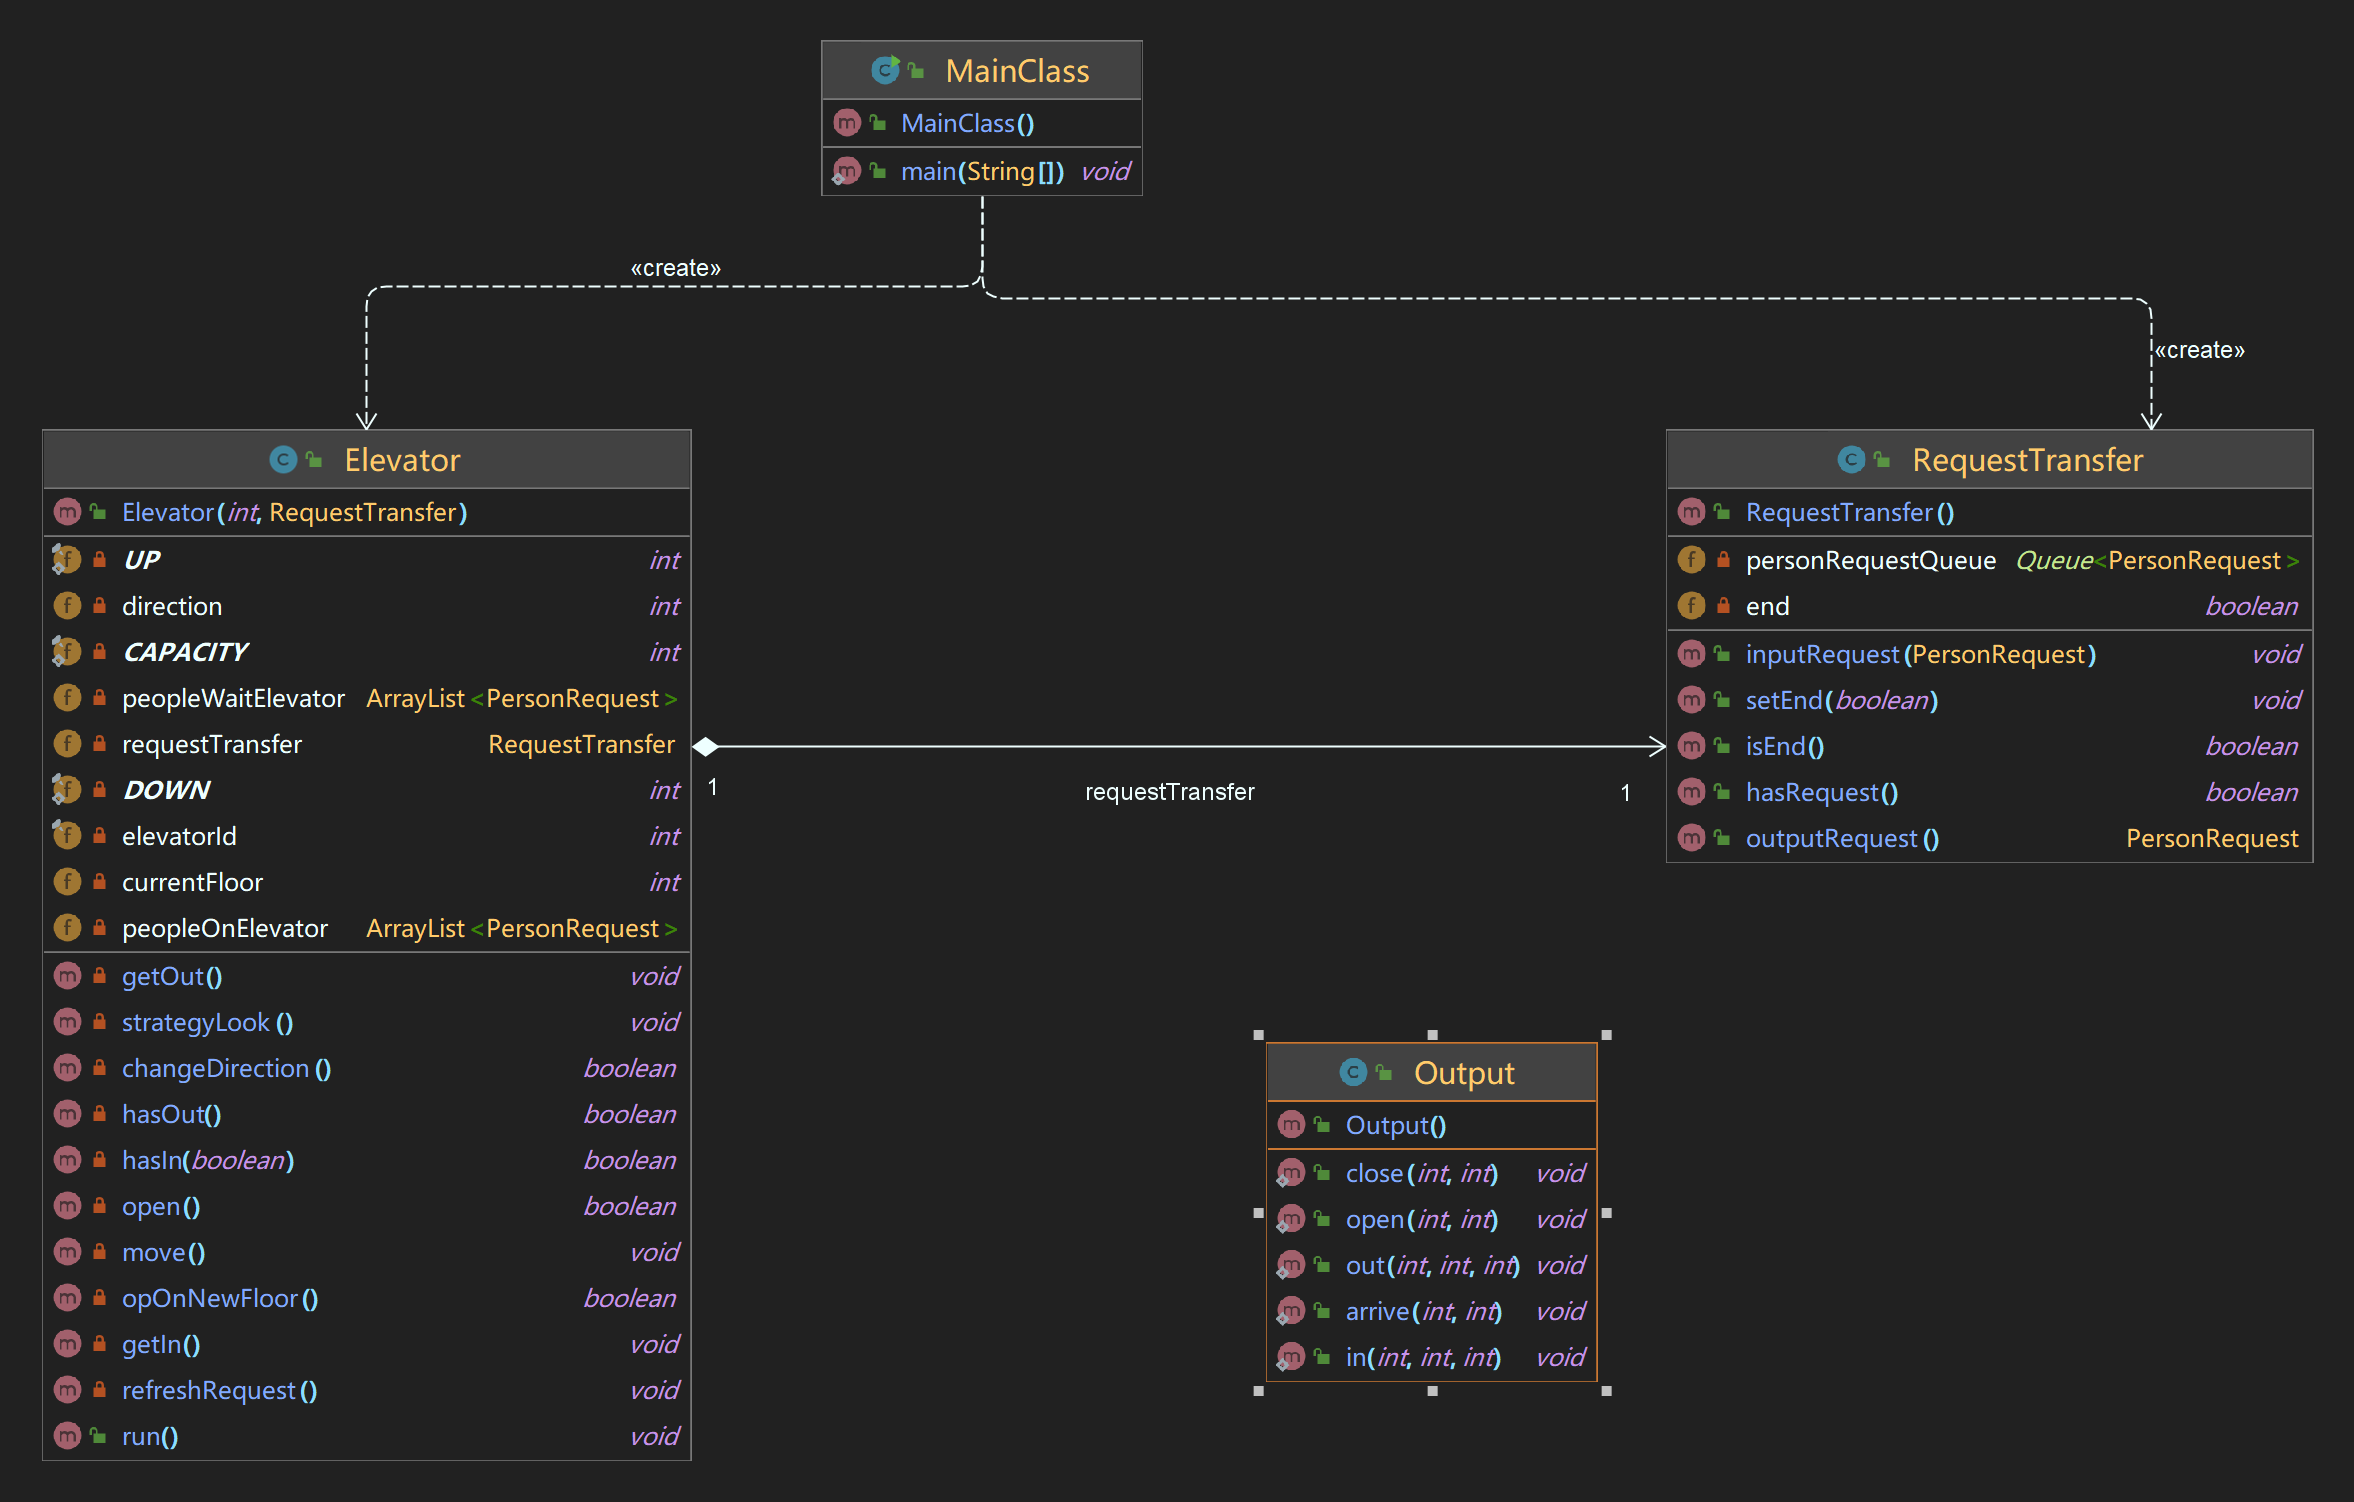 MainClass
MainClass()
main(String[]) void
«create»
«create»
Elevator
Elevator(int, RequestTransfer)
UP int
direction int
CAPACITY int
peopleWaitElevator ArrayList<PersonRequest>
requestTransfer RequestTransfer
DOWN int
elevatorId int
currentFloor int
peopleOnElevator ArrayList<PersonRequest>
getOut() void
strategyLook() void
changeDirection() boolean
hasOut() boolean
hasIn(boolean) boolean
open() boolean
move() void
opOnNewFloor() boolean
getIn() void
refreshRequest() void
run() void
1
requestTransfer
1
RequestTransfer
RequestTransfer()
personRequestQueue Queue<PersonRequest>
end boolean
inputRequest(PersonRequest) void
setEnd(boolean) void
isEnd() boolean
hasRequest() boolean
outputRequest() PersonRequest
Output
Output()
close(int, int) void
open(int, int) void
out(int, int, int) void
arrive(int, int) void
in(int, int, int) void